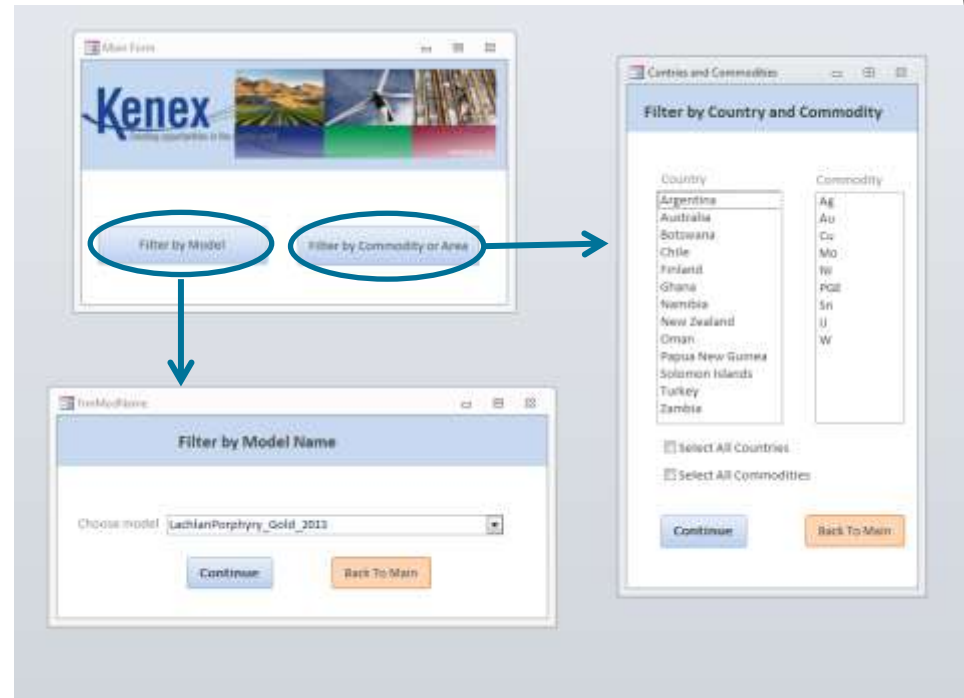 Main Form
Kenex
Filter by Model
Filter by Commodity or Area
frmModName
Filter by Model Name
Choose model
LachlanPorphyry_Gold_2013
Continue
Back To Main
Contries and Commodities
Filter by Country and Commodity
Country
Argentina
Australia
Botswana
Chile
Finland
Ghana
Namibia
New Zealand
Oman
Papua New Guinea
Solomon Islands
Turkey
Zambia
Commodity
Ag
Au
Cu
Mo
Ni
PGE
Sn
U
W
Select All Countries
Select All Commodities
Continue
Back To Main